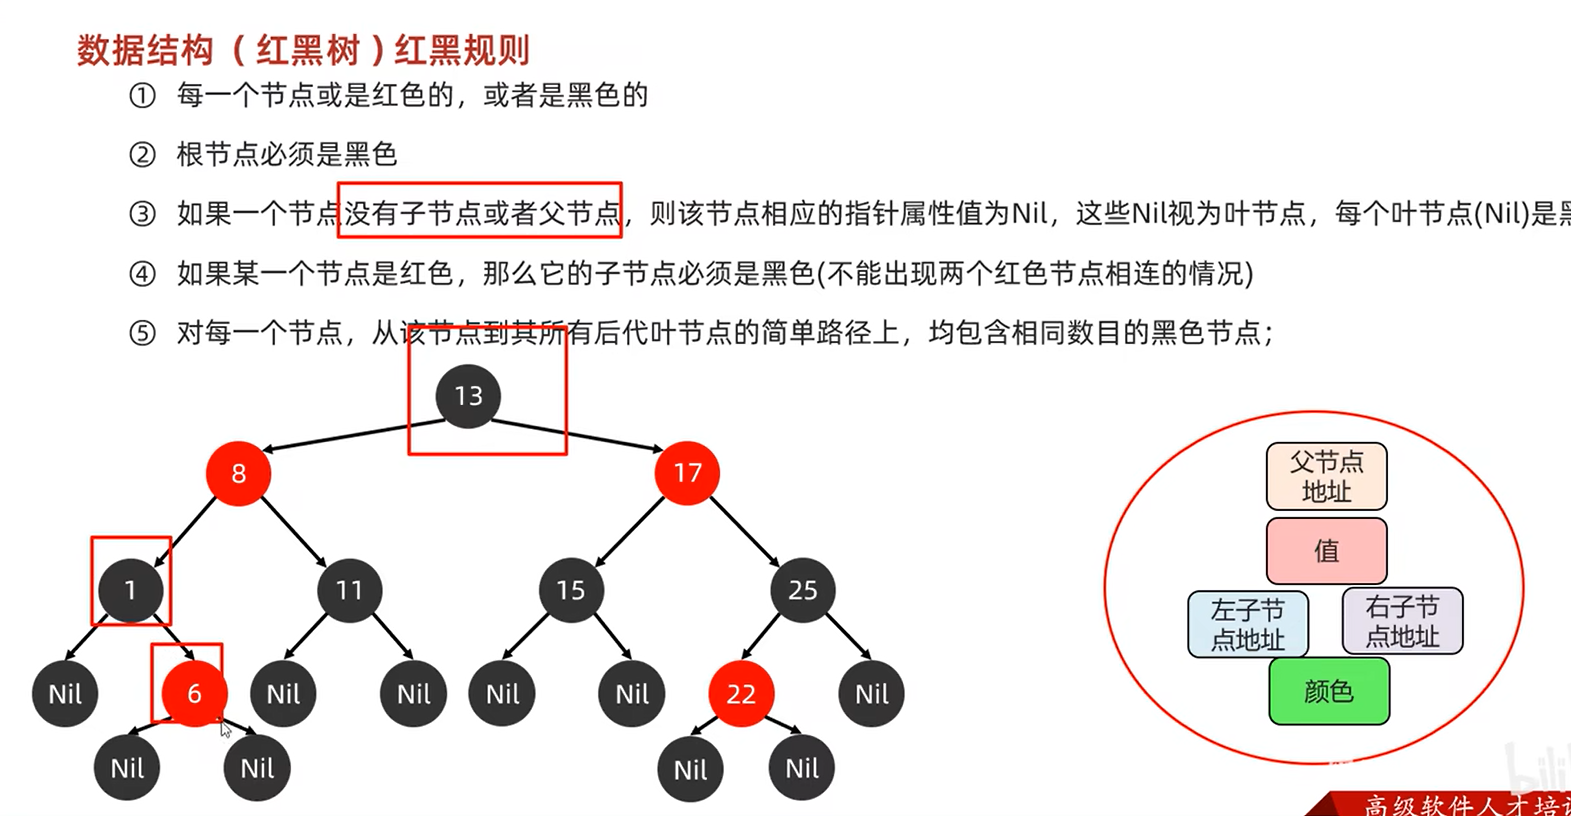 数据结构（红黑树）红黑规则
① 每一个节点或是红色的，或者是黑色的
② 根节点必须是黑色
③ 如果一个节点没有子节点或者父节点，则该节点相应的指针属性值为Nil，这些Nil视为叶节点，每个叶节点(Nil)是黑
④ 如果某一个节点是红色，那么它的子节点必须是黑色(不能出现两个红色节点相连的情况)
⑤ 对每一个节点，从该节点到其所有后代叶节点的简单路径上，均包含相同数目的黑色节点；
13
8 17
1 11 15 25
Nil 6 Nil Nil Nil Nil 22 Nil
Nil Nil Nil Nil
父节点
地址
值
左子节
点地址
右子节
点地址
颜色
bili
高级软件人才培训